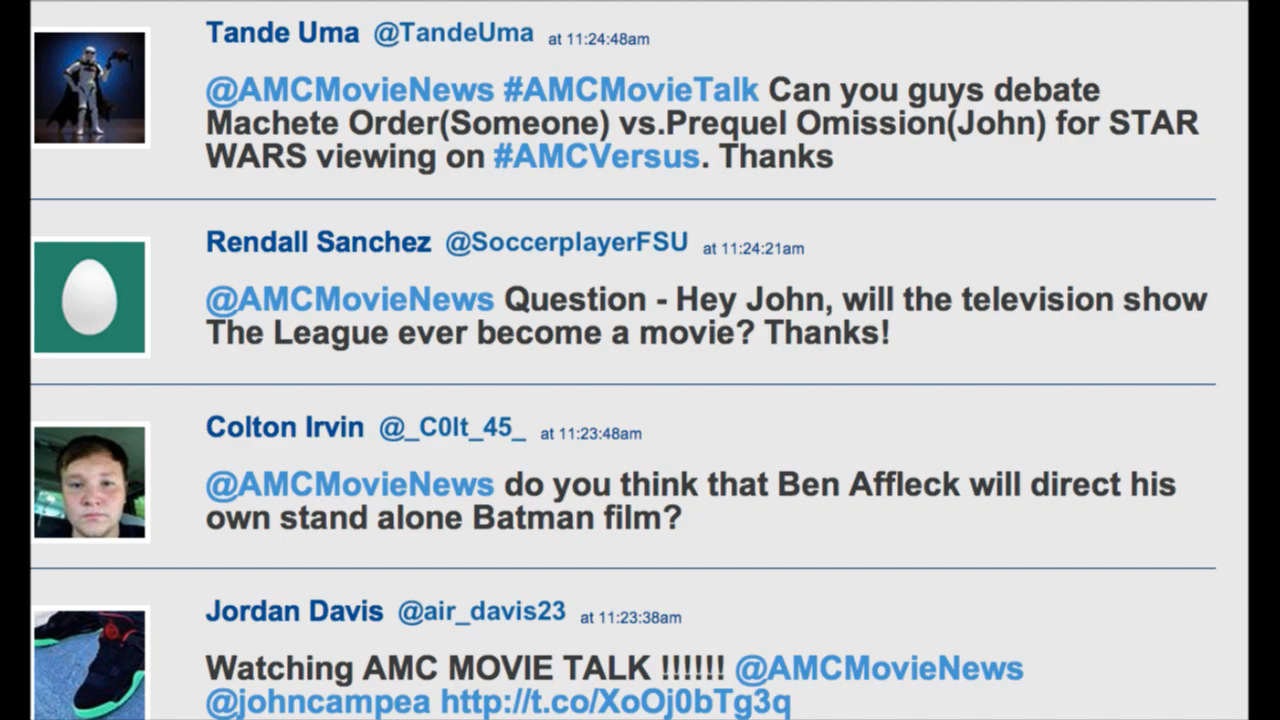 Tande Uma @TandeUma at 11:24:48am
@AMCMovieNews #AMCMovieTalk Can you guys debate
Machete Order(Someone) vs.Prequel Omission(John) for STAR
WARS viewing on #AMCVersus. Thanks
Rendall Sanchez @SoccerplayerFSU at 11:24:21am
@AMCMovieNews Question - Hey John, will the television show
The League ever become a movie? Thanks!
Colton Irvin @_C0lt_45_ at 11:23:48am
@AMCMovieNews do you think that Ben Affleck will direct his
own stand alone Batman film?
Jordan Davis @air_davis23 at 11:23:38am
Watching AMC MOVIE TALK !!!!!! @AMCMovieNews
@johncampea http://t.co/XoOj0bTg3q